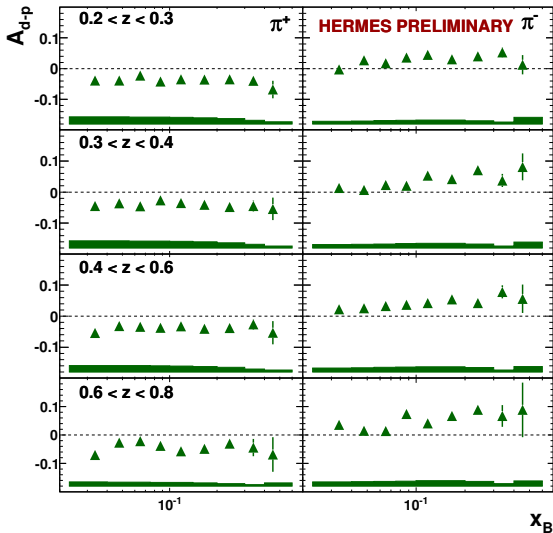 A_d-p
0.2 < z < 0.3 π+ HERMES PRELIMINARY π-
0.1
0
-0.1
0.3 < z < 0.4
0.1
0
-0.1
0.4 < z < 0.6
0.1
0
-0.1
0.6 < z < 0.8
0.1
0
-0.1
10^-1 10^-1
x_B